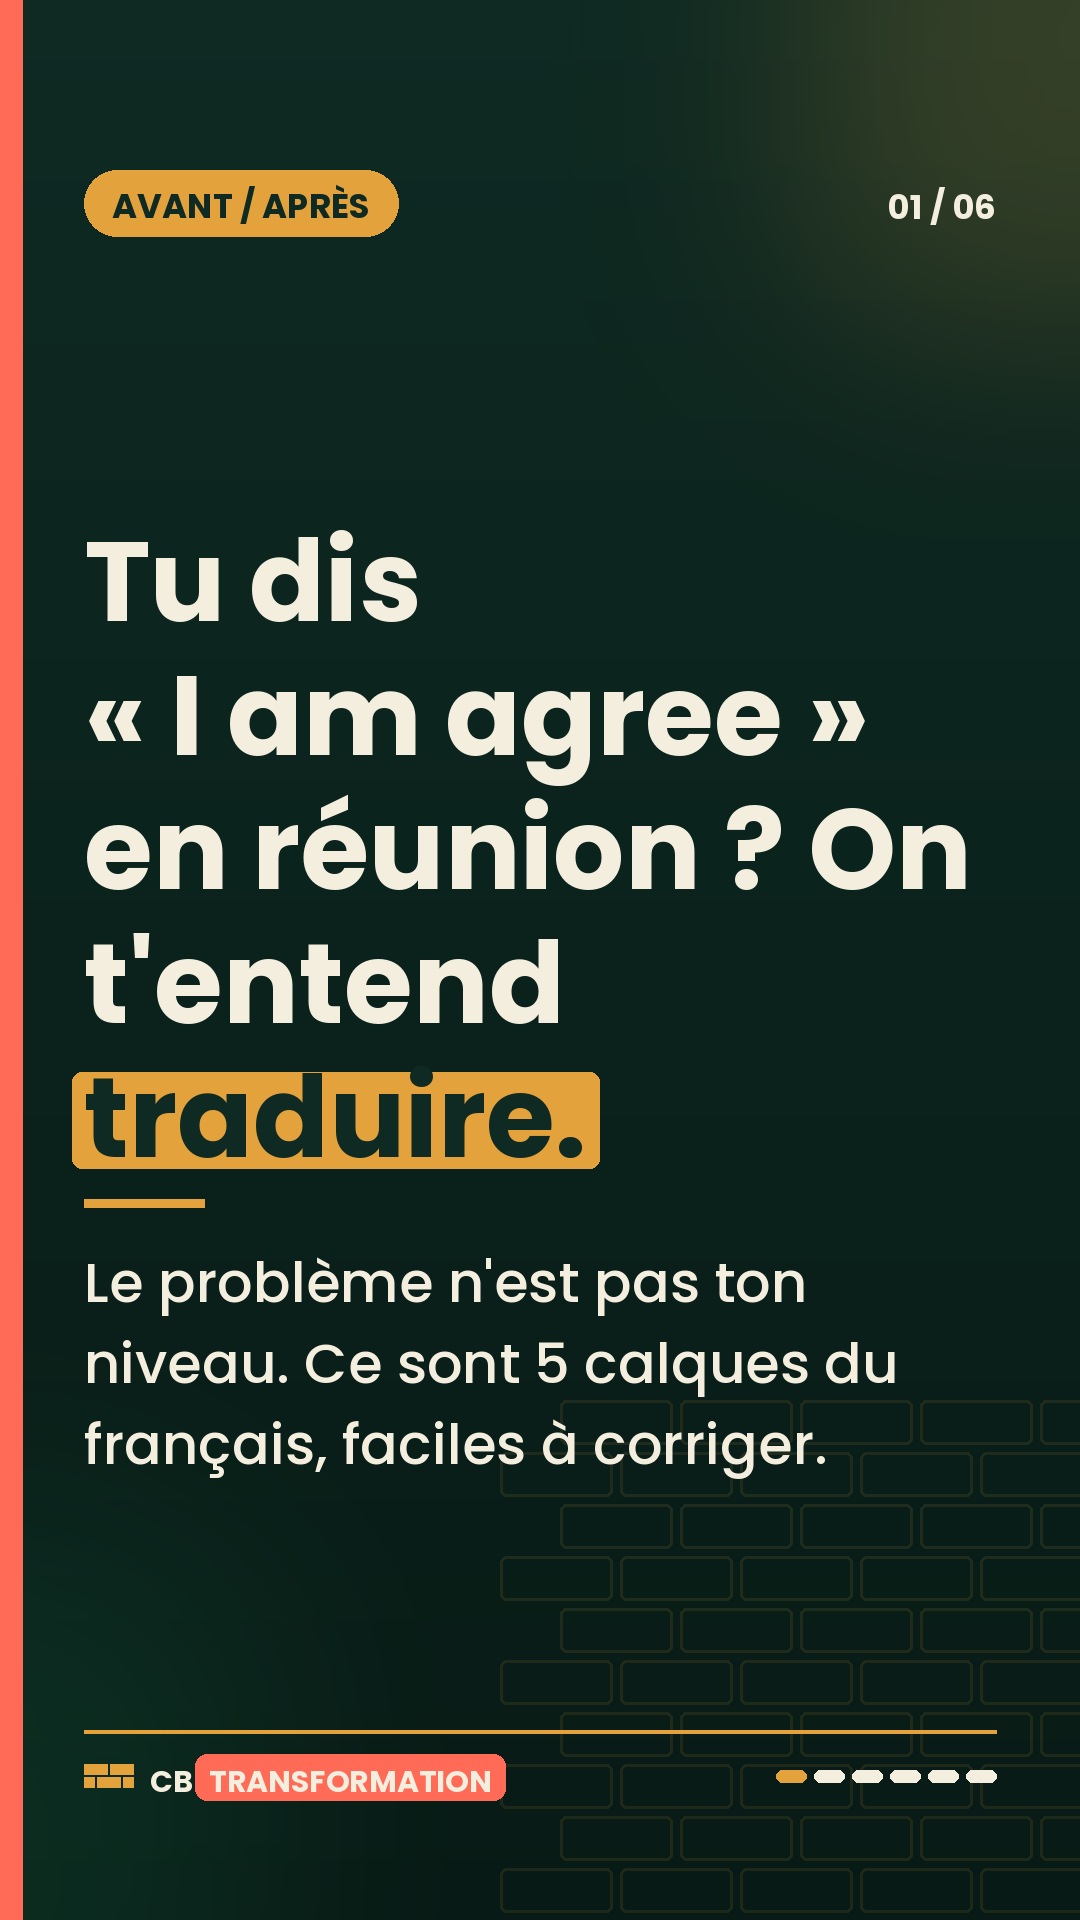 AVANT / APRÈS
01 / 06
Tu dis
« I am agree »
en réunion ? On
t'entend
traduire.
Le problème n'est pas ton
niveau. Ce sont 5 calques du
français, faciles à corriger.
CB TRANSFORMATION